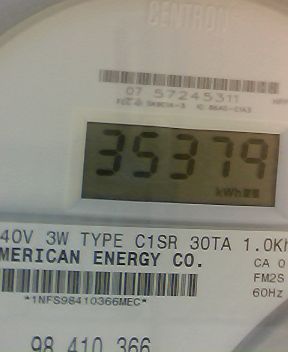 CENTRON
07 57245311
35379
kWh
40V 3W TYPE C1SR 30TA 1.0Kh
MERICAN ENERGY CO. CA 0
FM2S
*1NFS98410366MEC* 60Hz
98 410 366